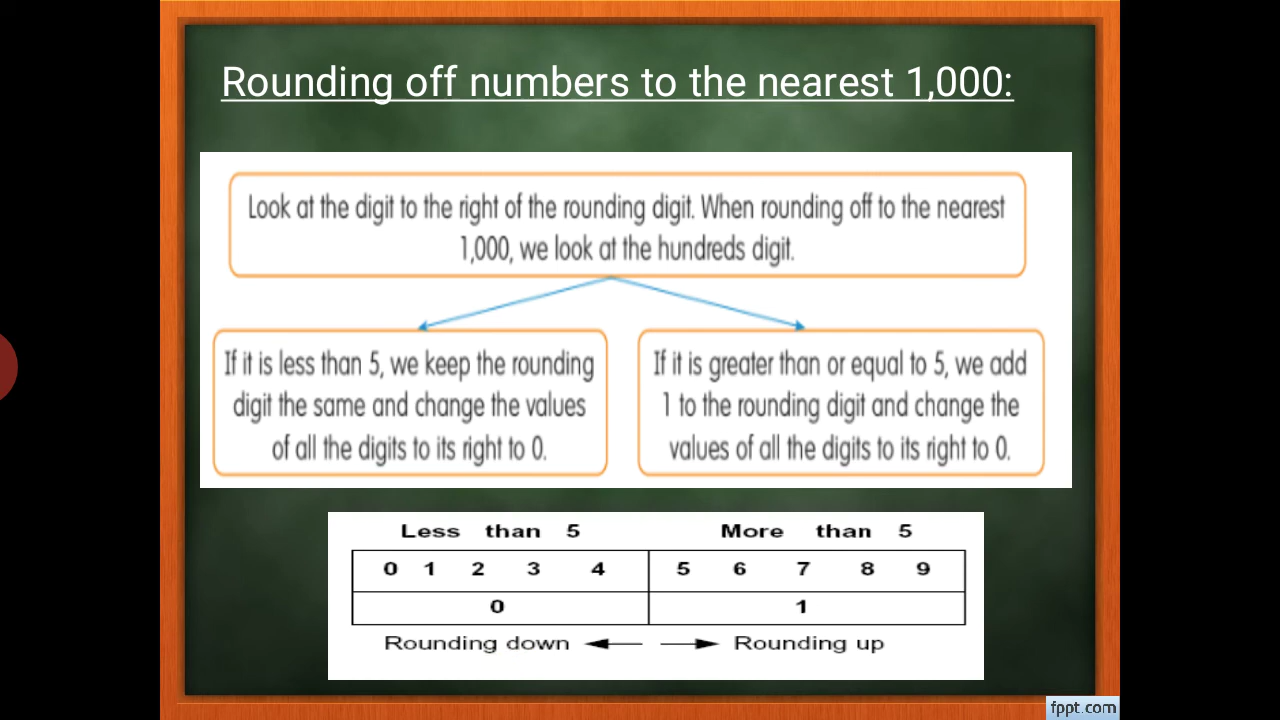 Rounding off numbers to the nearest 1,000:
Look at the digit to the right of the rounding digit. When rounding off to the nearest
1,000, we look at the hundreds digit.
If it is less than 5, we keep the rounding
digit the same and change the values
of all the digits to its right to 0.
If it is greater than or equal to 5, we add
1 to the rounding digit and change the
values of all the digits to its right to 0.
Less than 5 More than 5
0 1 2 3 4 5 6 7 8 9
0 1
Rounding down Rounding up
fppt.com